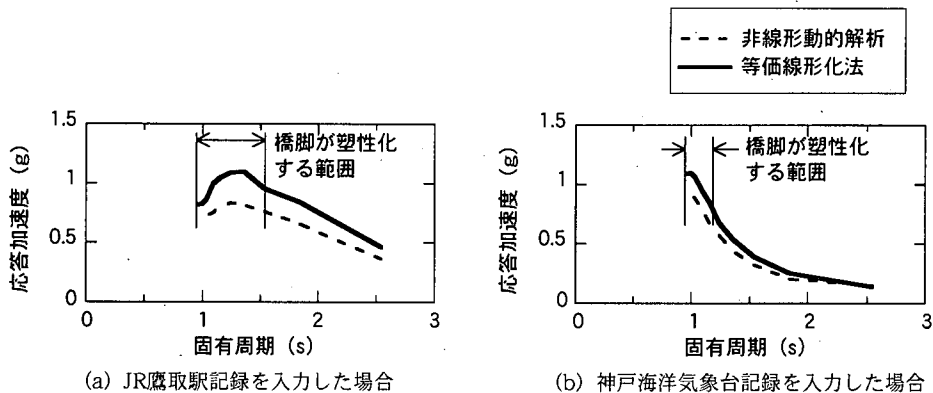 非線形動的解析
等価線形化法
1.5
1
0.5
0
応答加速度 (g)
橋脚が塑性化
する範囲
0
1
2
3
固有周期 (s)
(a) JR鷹取駅記録を入力した場合
1.5
1
0.5
0
応答加速度 (g)
橋脚が塑性化
する範囲
0
1
2
3
固有周期 (s)
(b) 神戸海洋気象台記録を入力した場合